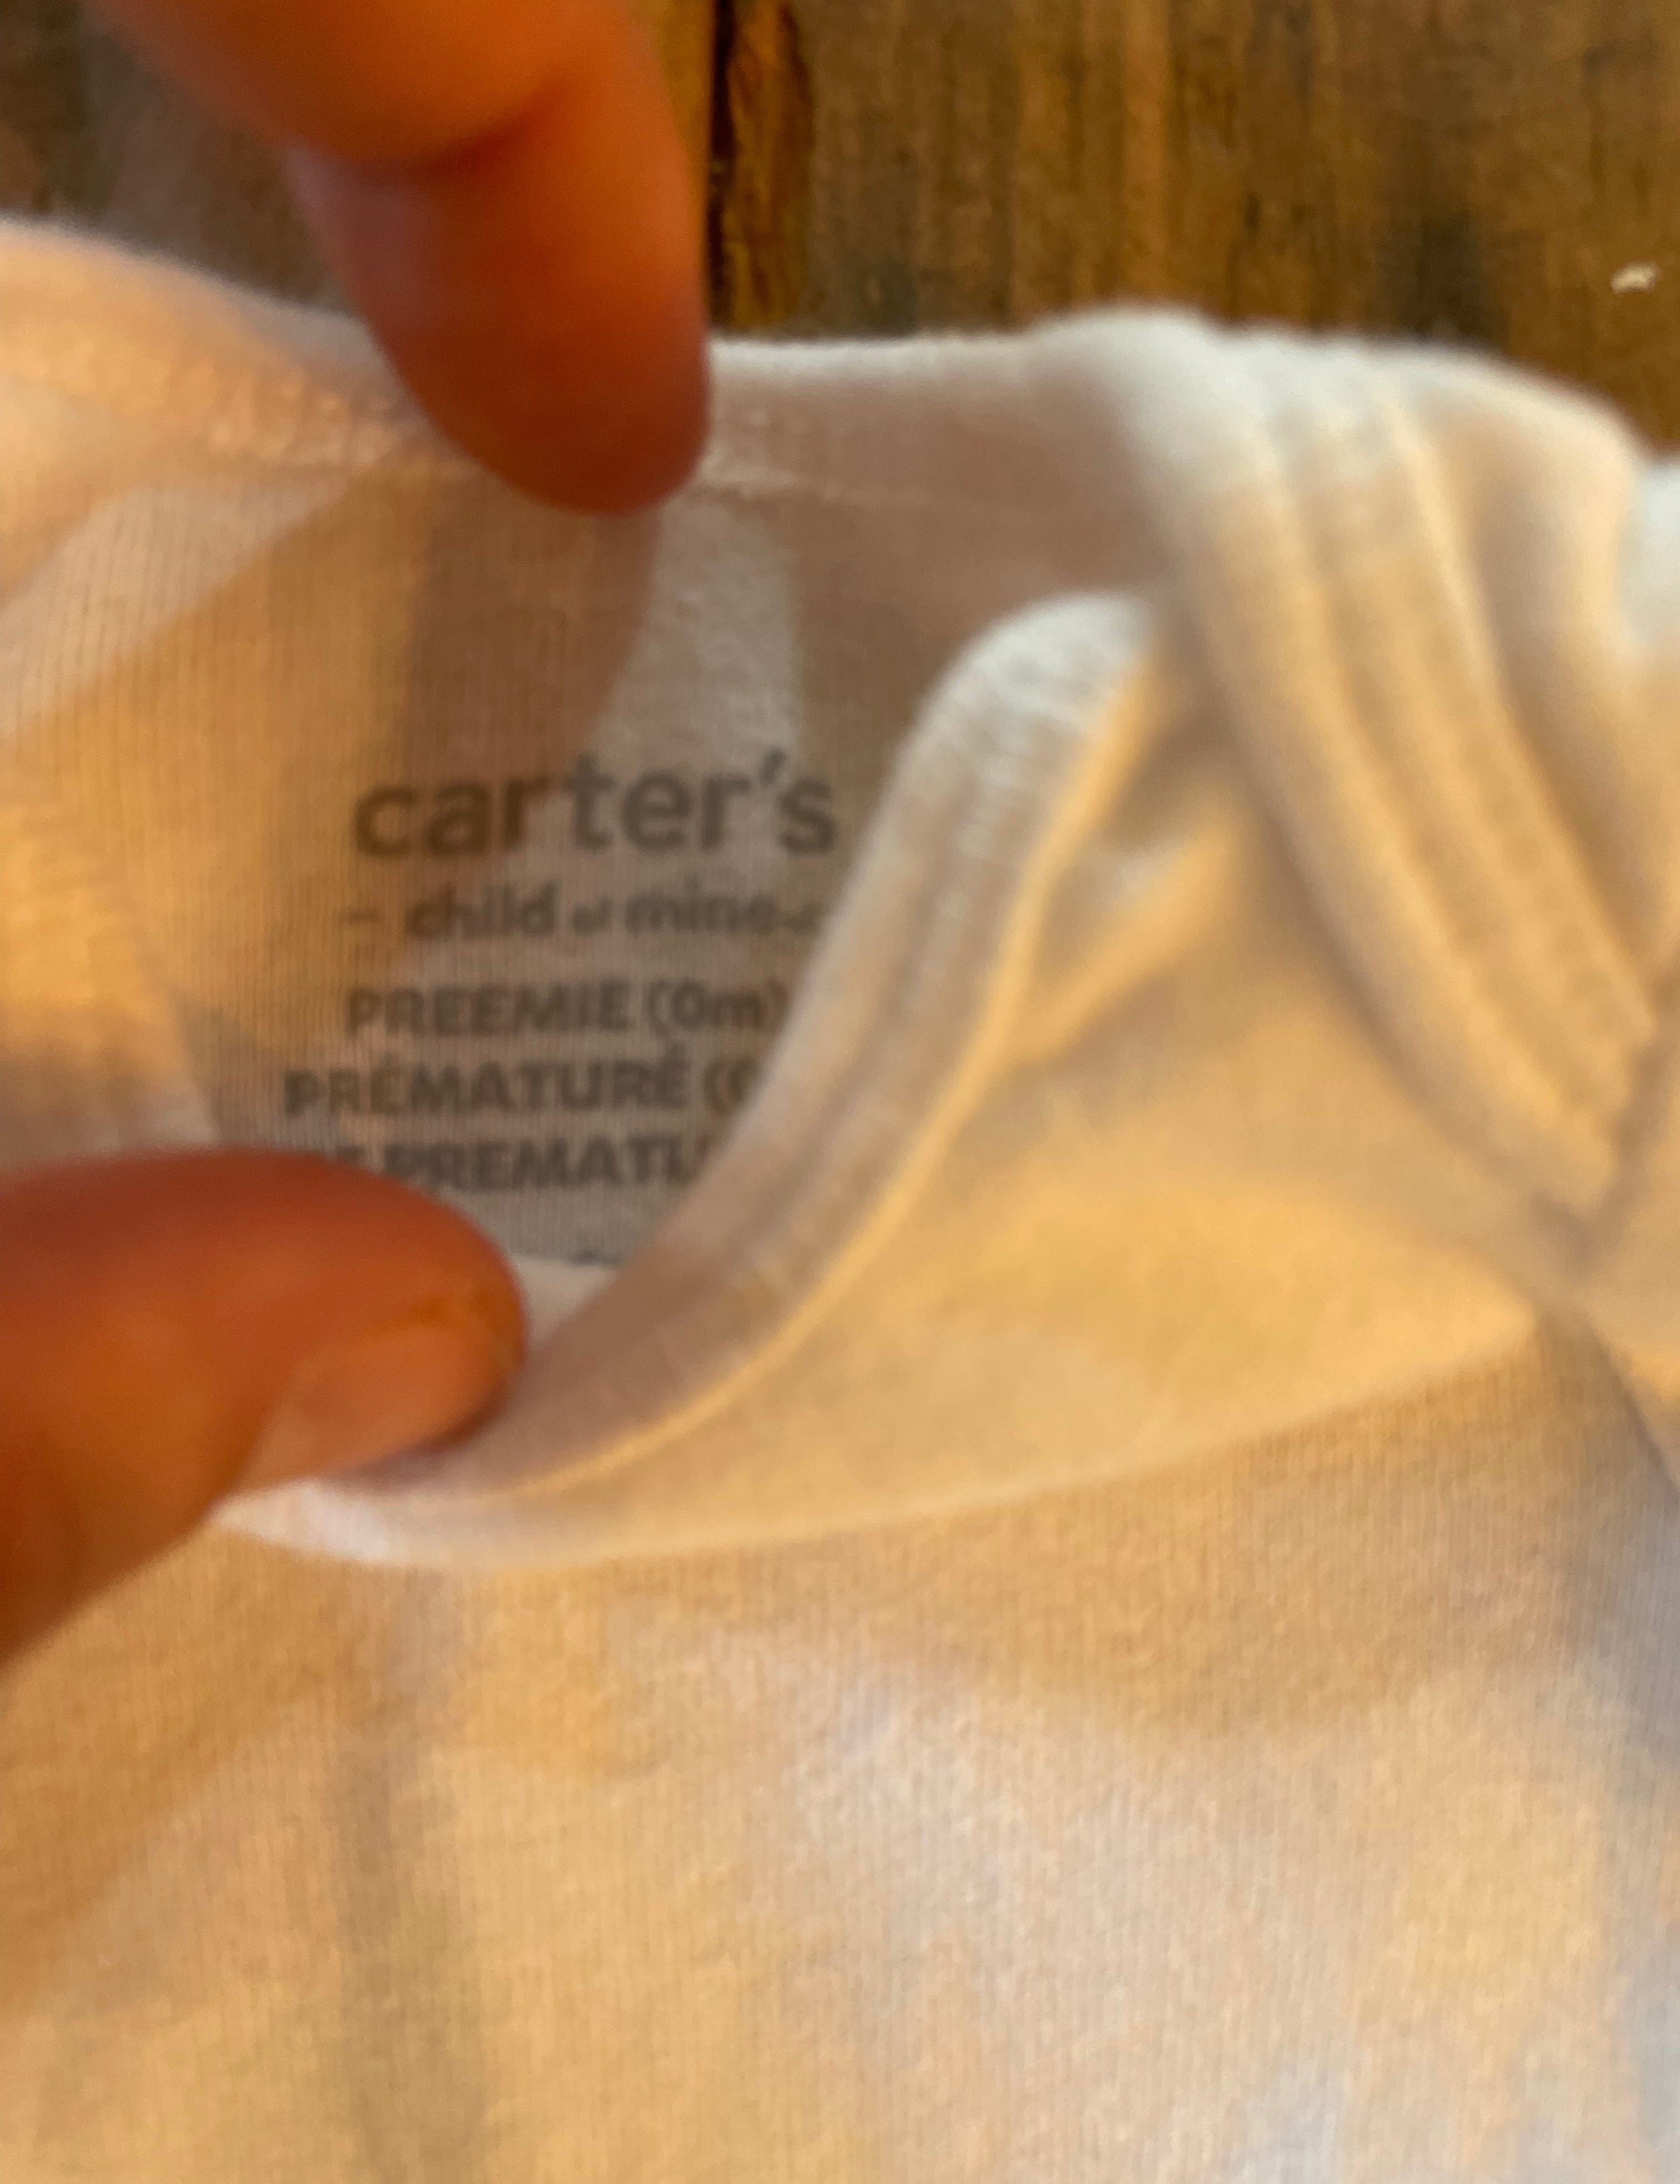 carter's
child of mine
PREEMIE (0m)
PRÉMATURÉ